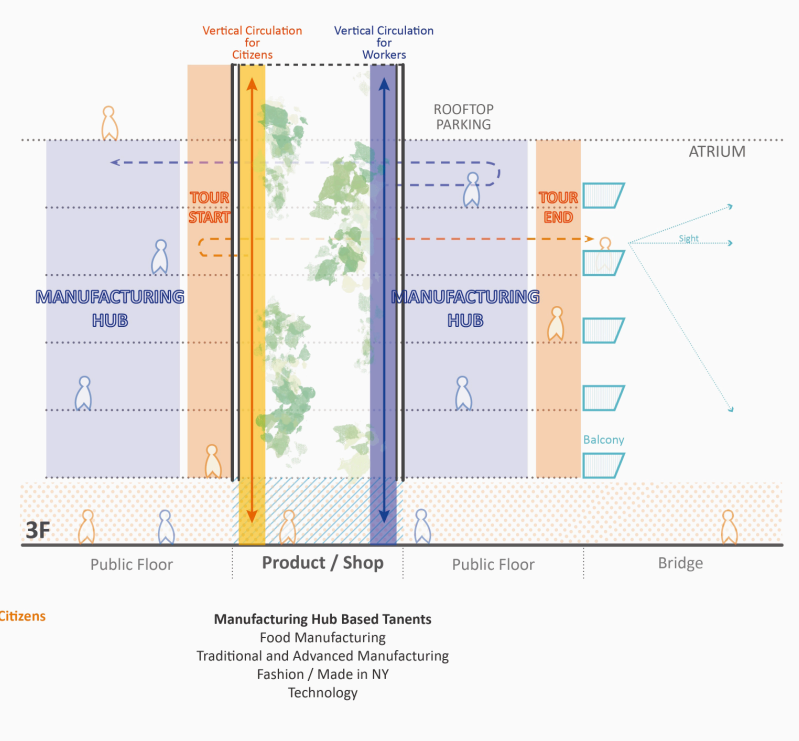 Vertical Circulation
for
Citizens
Vertical Circulation
for
Workers
ROOFTOP
PARKING
ATRIUM
TOUR
START
TOUR
END
Sight
MANUFACTURING
HUB
MANUFACTURING
HUB
Balcony
3F
Public Floor
Product / Shop
Public Floor
Bridge
Citizens
Manufacturing Hub Based Tanents
Food Manufacturing
Traditional and Advanced Manufacturing
Fashion / Made in NY
Technology